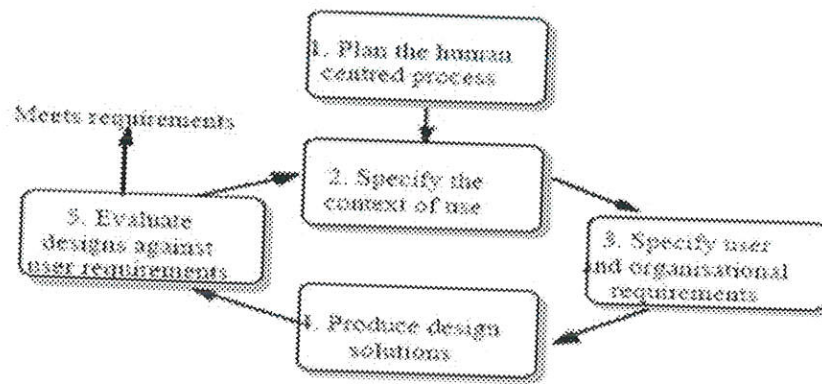 1. Plan the human
centred process
Meets requirements
2. Specify the
context of use
5. Evaluate
designs against
user requirements
3. Specify user
and organisational
requirements
4. Produce design
solutions